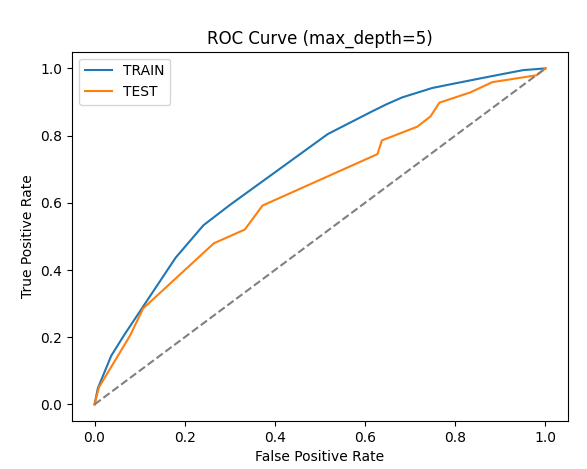 ROC Curve (max_depth=5)
TRAIN
TEST
True Positive Rate
1.0
0.8
0.6
0.4
0.2
0.0
0.0 0.2 0.4 0.6 0.8 1.0
False Positive Rate